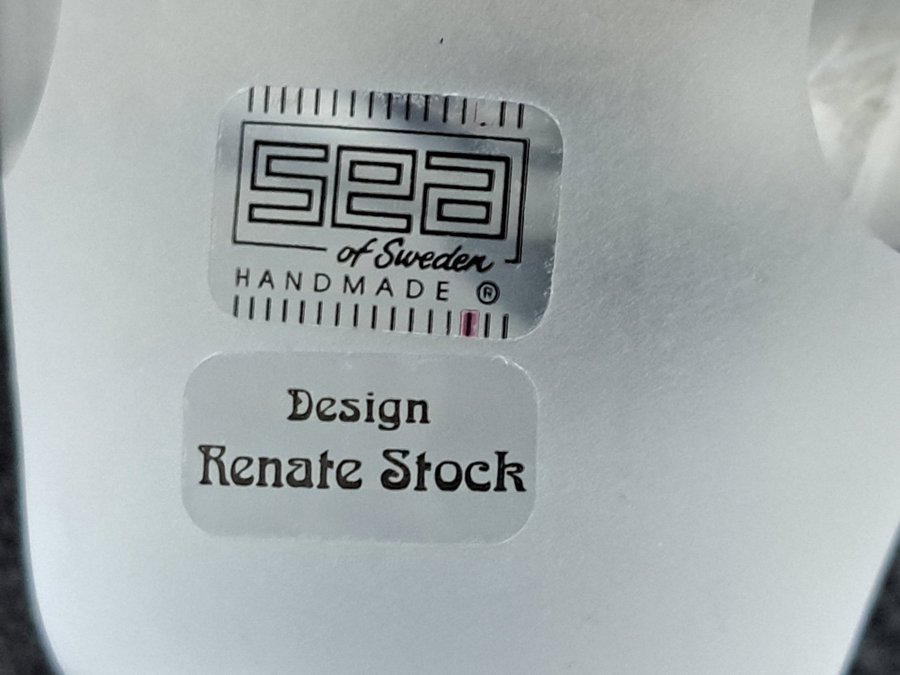 sea
of Sweden
HANDMADE ®
Design
Renate Stock